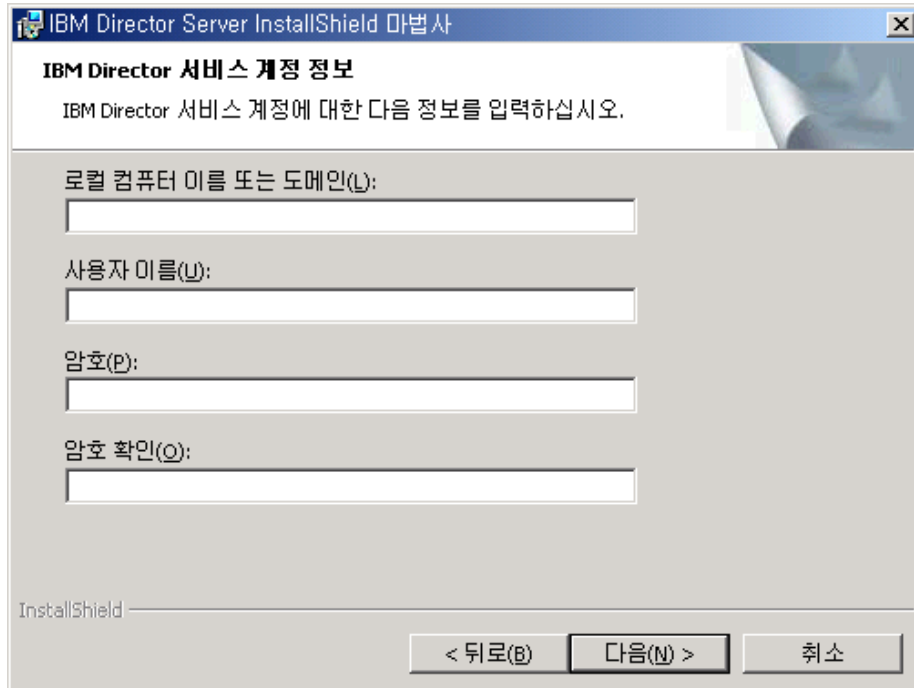 IBM Director Server InstallShield 마법사
IBM Director 서비스 계정 정보
IBM Director 서비스 계정에 대한 다음 정보를 입력하십시오.
로컬 컴퓨터 이름 또는 도메인(L):
사용자 이름(U):
암호(P):
암호 확인(O):
InstallShield
< 뒤로(B) 다음(N) > 취소